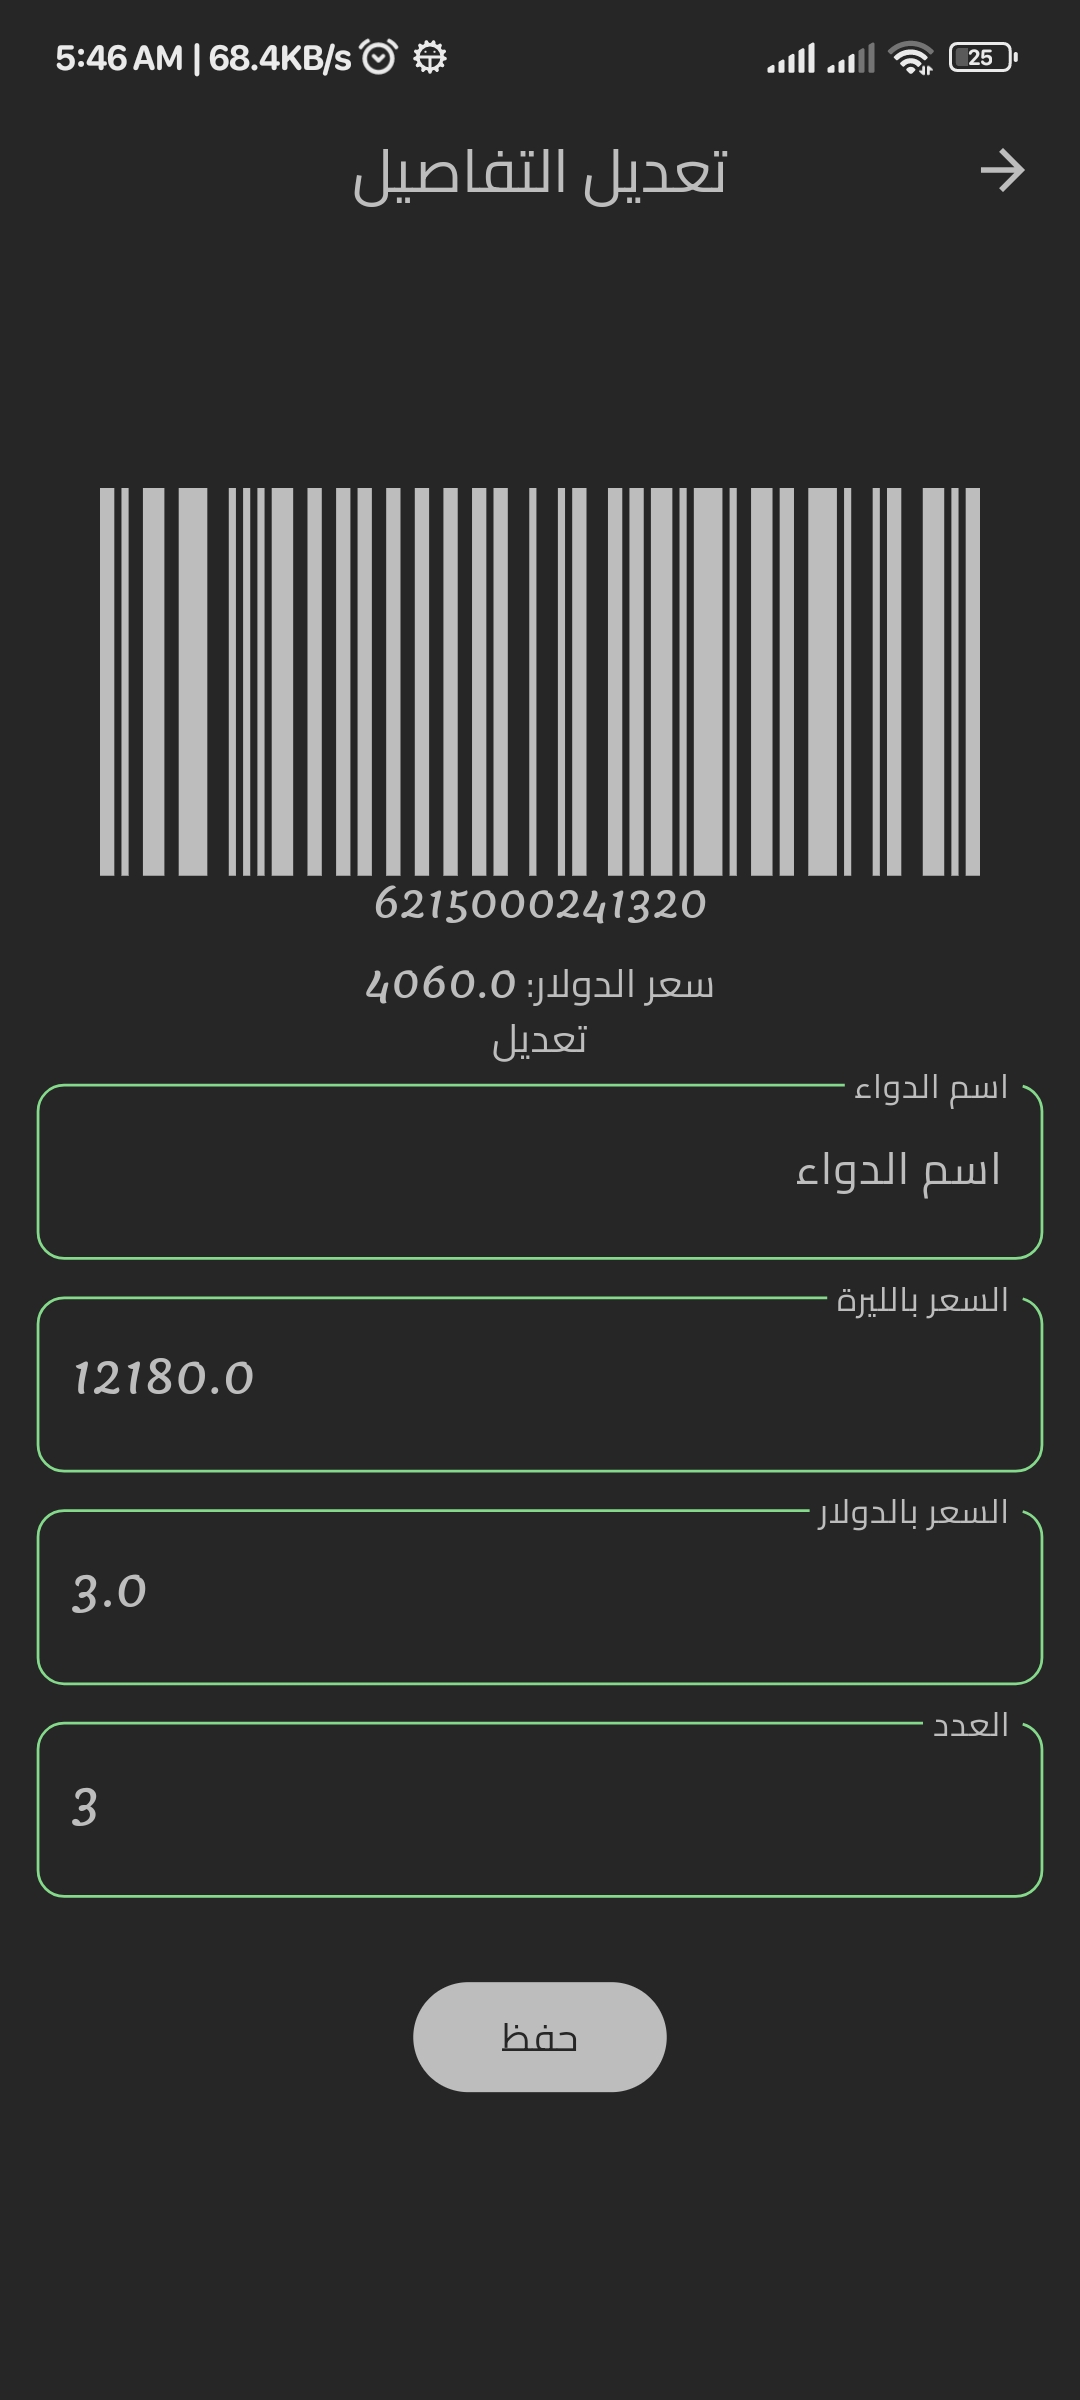 5:46 AM | 68.4KB/s
25
تعديل التفاصيل
6215000241320
سعر الدولار: 4060.0
تعديل
اسم الدواء
اسم الدواء
السعر بالليرة
12180.0
السعر بالدولار
3.0
العدد
3
حفظ